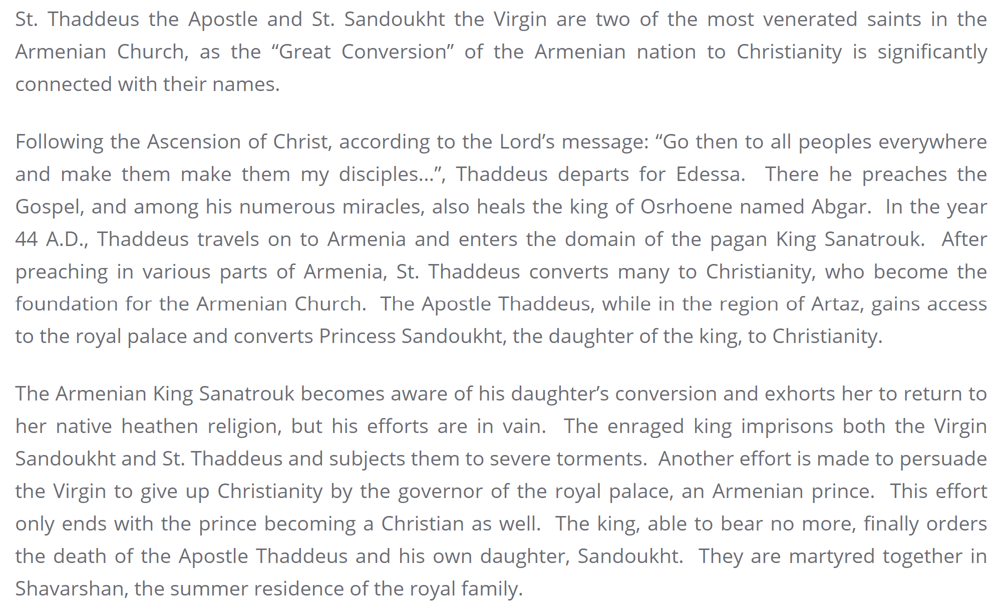 St. Thaddeus the Apostle and St. Sandoukht the Virgin are two of the most venerated saints in the
Armenian Church, as the “Great Conversion” of the Armenian nation to Christianity is significantly
connected with their names.
Following the Ascension of Christ, according to the Lord’s message: “Go then to all peoples everywhere
and make them make them my disciples...”, Thaddeus departs for Edessa.  There he preaches the
Gospel, and among his numerous miracles, also heals the king of Osrhoene named Abgar.  In the year
44 A.D., Thaddeus travels on to Armenia and enters the domain of the pagan King Sanatrouk.  After
preaching in various parts of Armenia, St. Thaddeus converts many to Christianity, who become the
foundation for the Armenian Church.  The Apostle Thaddeus, while in the region of Artaz, gains access
to the royal palace and converts Princess Sandoukht, the daughter of the king, to Christianity.
The Armenian King Sanatrouk becomes aware of his daughter’s conversion and exhorts her to return to
her native heathen religion, but his efforts are in vain.  The enraged king imprisons both the Virgin
Sandoukht and St. Thaddeus and subjects them to severe torments.  Another effort is made to persuade
the Virgin to give up Christianity by the governor of the royal palace, an Armenian prince.  This effort
only ends with the prince becoming a Christian as well.  The king, able to bear no more, finally orders
the death of the Apostle Thaddeus and his own daughter, Sandoukht.  They are martyred together in
Shavarshan, the summer residence of the royal family.